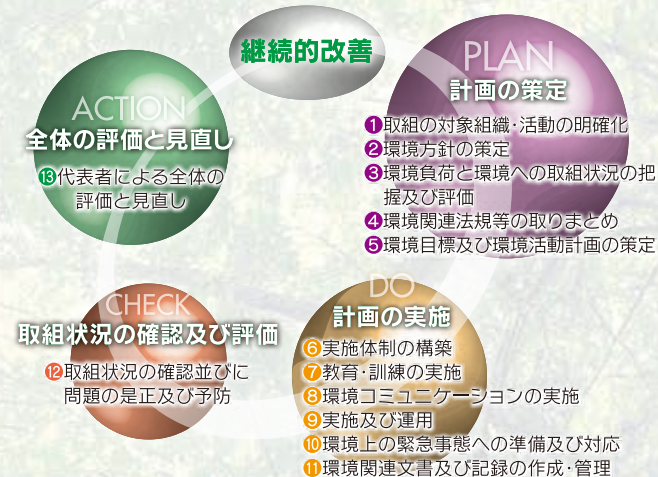 継続的改善
PLAN
計画の策定
❶取組の対象組織・活動の明確化
❷環境方針の策定
❸環境負荷と環境への取組状況の把
握及び評価
❹環境関連法規等の取りまとめ
❺環境目標及び環境活動計画の策定
DO
計画の実施
❻実施体制の構築
❼教育・訓練の実施
❽環境コミュニケーションの実施
❾実施及び運用
❿環境上の緊急事態への準備及び対応
⓫環境関連文書及び記録の作成・管理
CHECK
取組状況の確認及び評価
⓬取組状況の確認並びに
問題の是正及び予防
ACTION
全体の評価と見直し
⓭代表者による全体の
評価と見直し